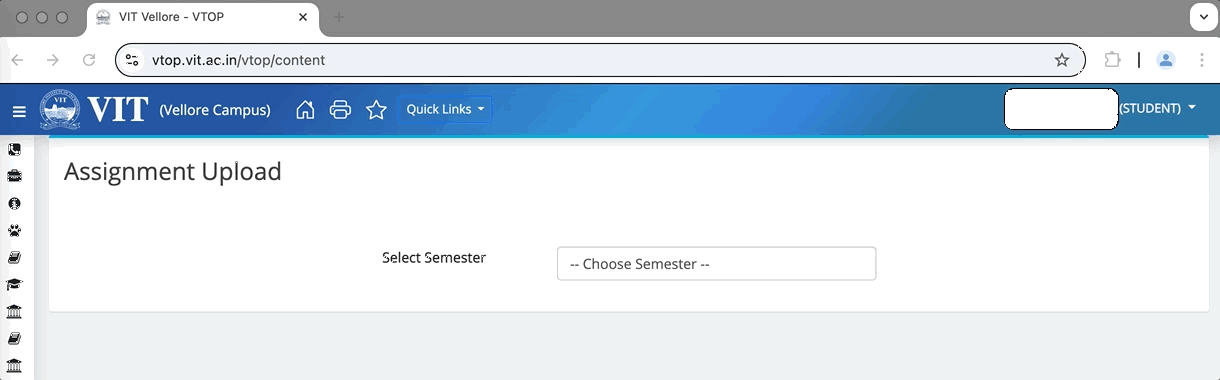 VIT Vellore - VTOP
vtop.vit.ac.in/vtop/content
VIT (Vellore Campus) Quick Links (STUDENT)
Assignment Upload
Select Semester -- Choose Semester --